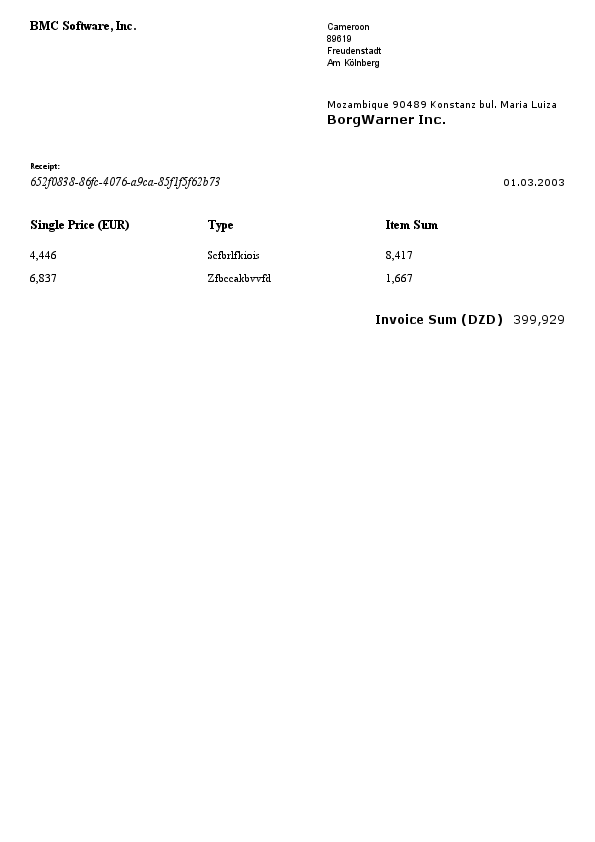 BMC Software, Inc.
Cameroon
89619
Freudenstadt
Am Kölnberg
Mozambique 90489 Konstanz bul. Maria Luiza
BorgWarner Inc.
Receipt:
652f0838-86fc-4076-a9ca-85f1f5f62b73
01.03.2003
Single Price (EUR) Type Item Sum
4,446 Scfbrlfkiois 8,417
6,837 Zfbccakbvvfd 1,667
Invoice Sum (DZD) 399,929